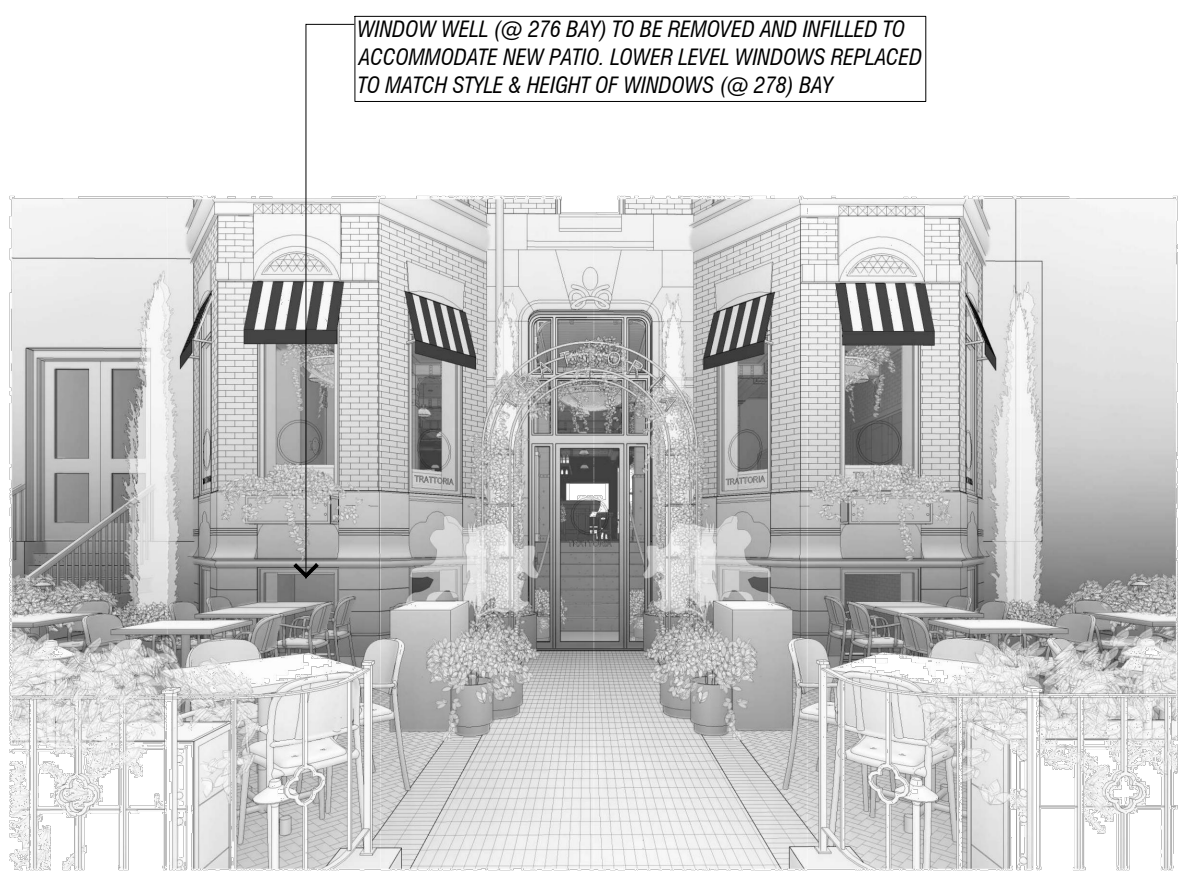 WINDOW WELL (@ 276 BAY) TO BE REMOVED AND INFILLED TO
ACCOMMODATE NEW PATIO. LOWER LEVEL WINDOWS REPLACED
TO MATCH STYLE & HEIGHT OF WINDOWS (@ 278) BAY
TRATTORIA
TRATTORIA
TRATTORIA